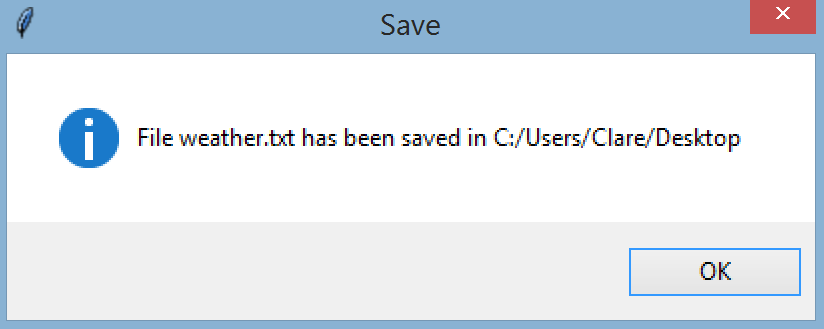 Save
File weather.txt has been saved in C:/Users/Clare/Desktop
OK